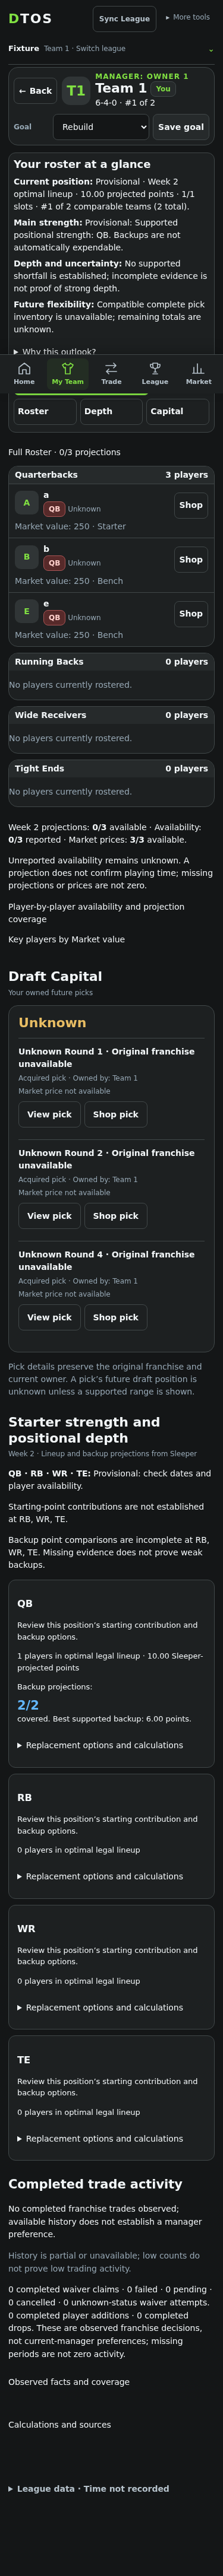 DTOS
Sync League
▸ More tools
Fixture Team 1 · Switch league
← Back
T1
MANAGER: OWNER 1
Team 1 You
6-4-0 · #1 of 2
Goal
Rebuild
Save goal
Your roster at a glance
Current position: Provisional · Week 2
optimal lineup · 10.00 projected points · 1/1
slots · #1 of 2 comparable teams (2 total).
Main strength: Provisional: Supported
positional strength: QB. Backups are not
automatically expendable.
Depth and uncertainty: No supported
shortfall is established; incomplete evidence is
not proof of strong depth.
Future flexibility: Compatible complete pick
inventory is unavailable; remaining totals are
unknown.
▸ Why this outlook?
Home
My Team
Trade
League
Market
Roster
Depth
Capital
Full Roster · 0/3 projections
Quarterbacks
3 players
A
a
QB Unknown
Shop
Market value: 250 · Starter
B
b
QB Unknown
Shop
Market value: 250 · Bench
E
e
QB Unknown
Shop
Market value: 250 · Bench
Running Backs
0 players
No players currently rostered.
Wide Receivers
0 players
No players currently rostered.
Tight Ends
0 players
No players currently rostered.
Week 2 projections: 0/3 available · Availability:
0/3 reported · Market prices: 3/3 available.
Unreported availability remains unknown. A
projection does not confirm playing time; missing
projections or prices are not zero.
Player-by-player availability and projection
coverage
Key players by Market value
Draft Capital
Your owned future picks
Unknown
Unknown Round 1 · Original franchise
unavailable
Acquired pick · Owned by: Team 1
Market price not available
View pick
Shop pick
Unknown Round 2 · Original franchise
unavailable
Acquired pick · Owned by: Team 1
Market price not available
View pick
Shop pick
Unknown Round 4 · Original franchise
unavailable
Acquired pick · Owned by: Team 1
Market price not available
View pick
Shop pick
Pick details preserve the original franchise and
current owner. A pick's future draft position is
unknown unless a supported range is shown.
Starter strength and
positional depth
Week 2 · Lineup and backup projections from Sleeper
QB · RB · WR · TE: Provisional: check dates and
player availability.
Starting-point contributions are not established
at RB, WR, TE.
Backup point comparisons are incomplete at RB,
WR, TE. Missing evidence does not prove weak
backups.
QB
Review this position's starting contribution and
backup options.
1 players in optimal legal lineup · 10.00 Sleeper-
projected points
Backup projections:
2/2
covered. Best supported backup: 6.00 points.
▸ Replacement options and calculations
RB
Review this position's starting contribution and
backup options.
0 players in optimal legal lineup
▸ Replacement options and calculations
WR
Review this position's starting contribution and
backup options.
0 players in optimal legal lineup
▸ Replacement options and calculations
TE
Review this position's starting contribution and
backup options.
0 players in optimal legal lineup
▸ Replacement options and calculations
Completed trade activity
No completed franchise trades observed;
available history does not establish a manager
preference.
History is partial or unavailable; low counts do
not prove low trading activity.
0 completed waiver claims · 0 failed · 0 pending ·
0 cancelled · 0 unknown-status waiver attempts.
0 completed player additions · 0 completed
drops. These are observed franchise decisions,
not current-manager preferences; missing
periods are not zero activity.
Observed facts and coverage
Calculations and sources
▸ League data · Time not recorded